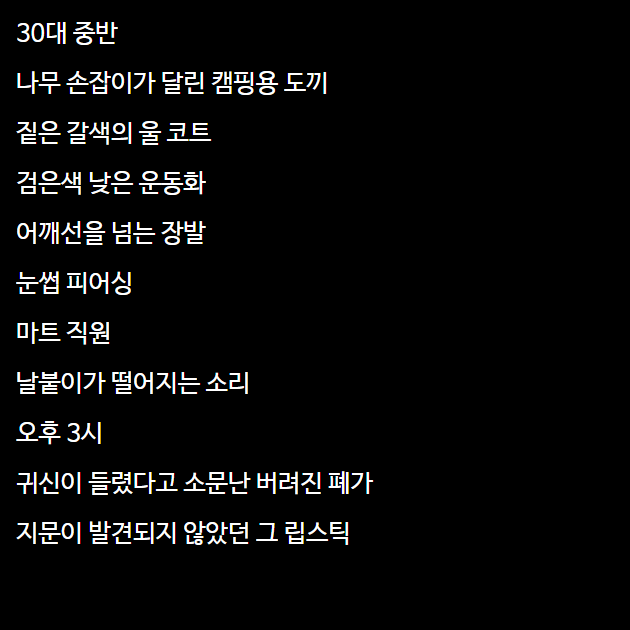 30대 중반
나무 손잡이가 달린 캠핑용 도끼
짙은 갈색의 울 코트
검은색 낮은 운동화
어깨선을 넘는 장발
눈썹 피어싱
마트 직원
날붙이가 떨어지는 소리
오후 3시
귀신이 들렸다고 소문난 버려진 폐가
지문이 발견되지 않았던 그 립스틱